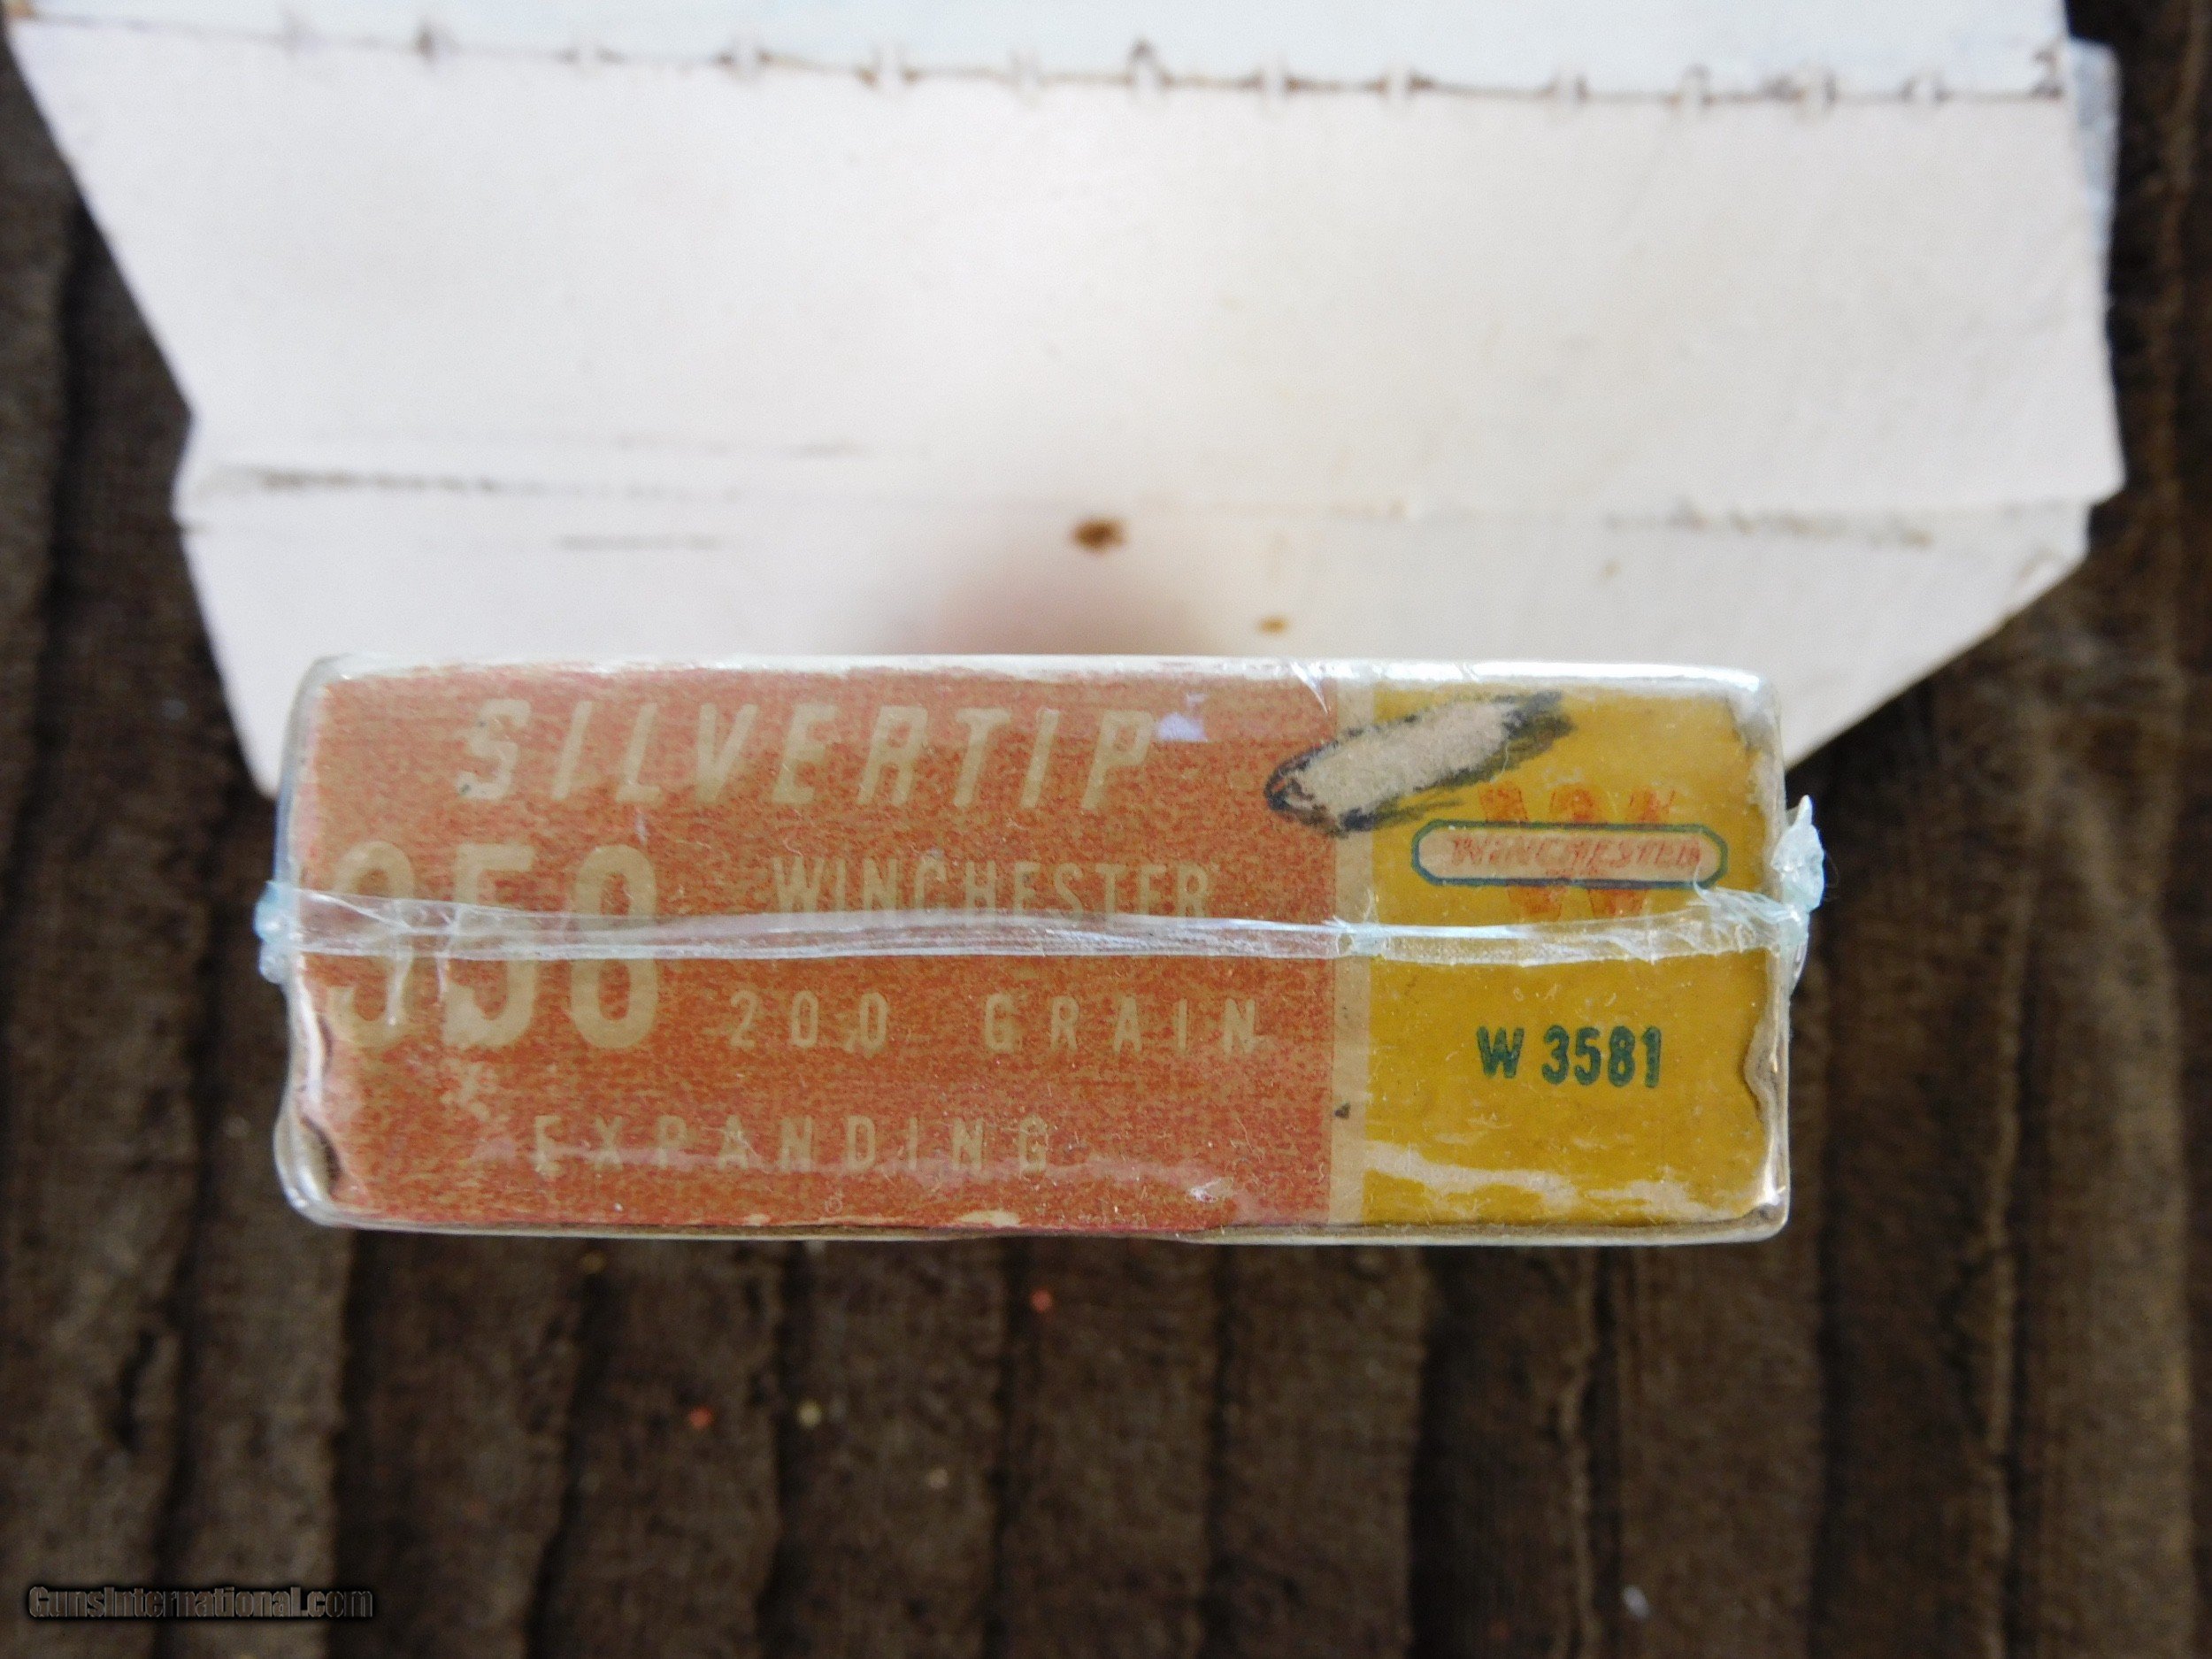 SILVERTIP
358 WINCHESTER
200 GRAIN
EXPANDING
WINCHESTER
W 3581
GunsInternational.com